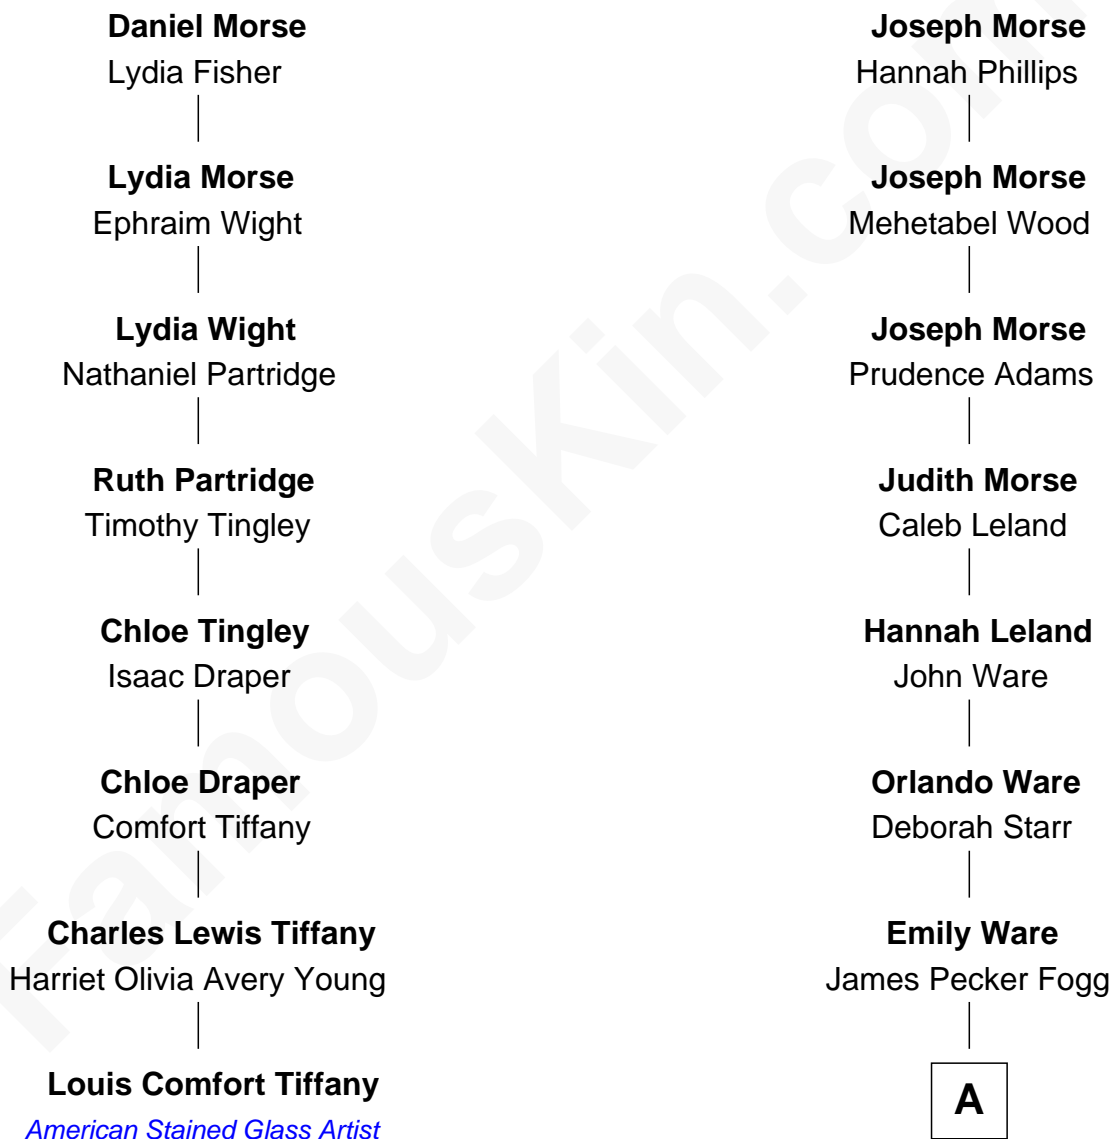 Daniel Morse
Lydia Fisher
Lydia Morse
Ephraim Wight
Lydia Wight
Nathaniel Partridge
Ruth Partridge
Timothy Tingley
Chloe Tingley
Isaac Draper
Chloe Draper
Comfort Tiffany
Charles Lewis Tiffany
Harriet Olivia Avery Young
Louis Comfort Tiffany
American Stained Glass Artist
Joseph Morse
Hannah Phillips
Joseph Morse
Mehetabel Wood
Joseph Morse
Prudence Adams
Judith Morse
Caleb Leland
Hannah Leland
John Ware
Orlando Ware
Deborah Starr
Emily Ware
James Pecker Fogg
A
FamousKin.com